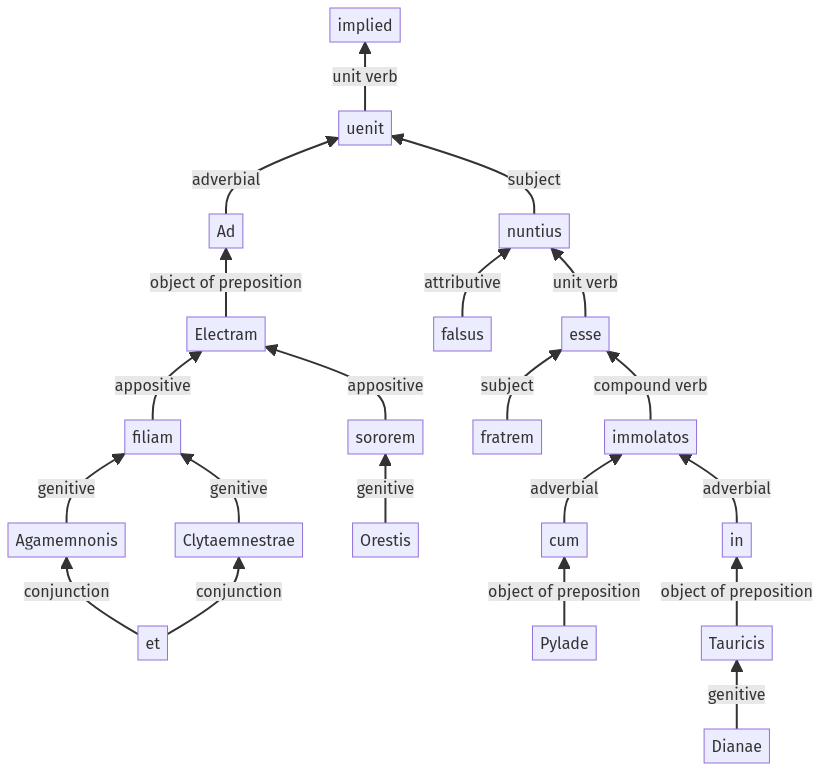 implied
unit verb
uenit
adverbial subject
Ad nuntius
object of preposition attributive unit verb
Electram falsus esse
appositive appositive subject compound verb
filiam sororem fratrem immolatos
genitive genitive genitive adverbial adverbial
Agamemnonis Clytaemnestrae Orestis cum in
conjunction conjunction object of preposition object of preposition
et Pylade Tauricis
genitive
Dianae